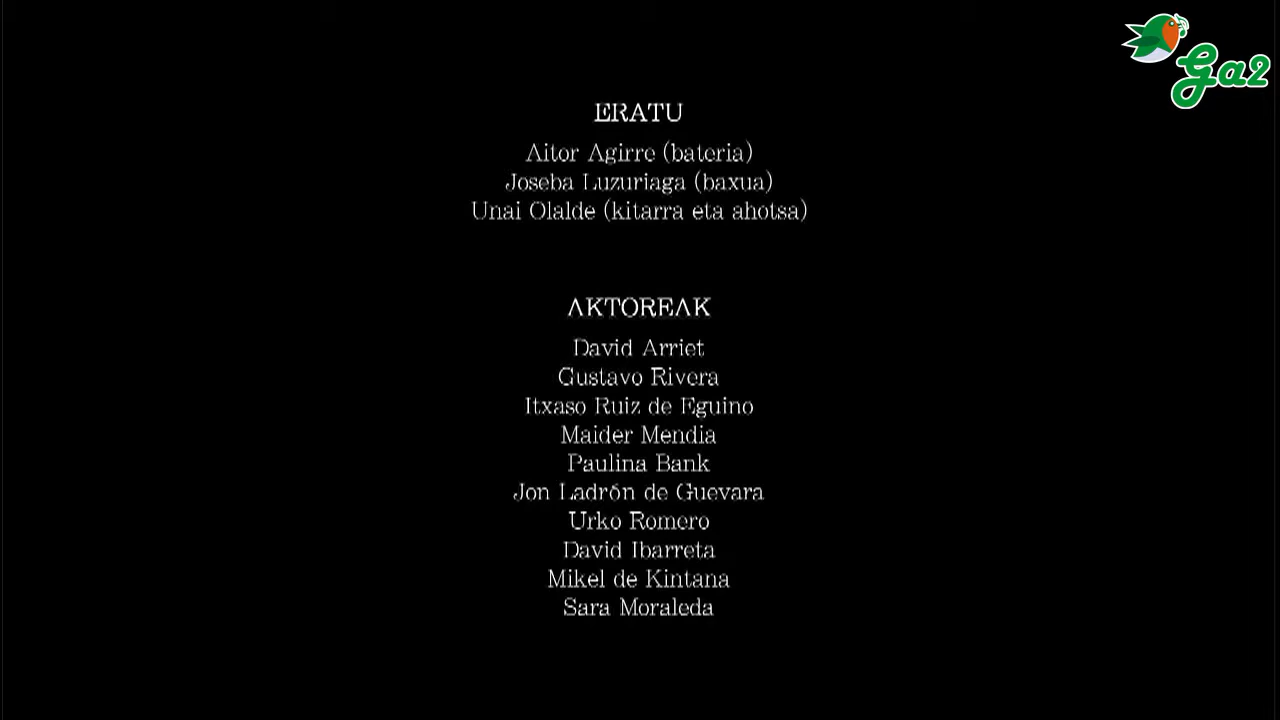 Ga2
ERATU
Aitor Agirre (bateria)
Joseba Luzuriaga (baxua)
Unai Olalde (kitarra eta ahotsa)
AKTOREAK
David Arriet
Gustavo Rivera
Itxaso Ruiz de Eguino
Maider Mendia
Paulina Bank
Jon Ladrón de Guevara
Urko Romero
David Ibarreta
Mikel de Kintana
Sara Moraleda